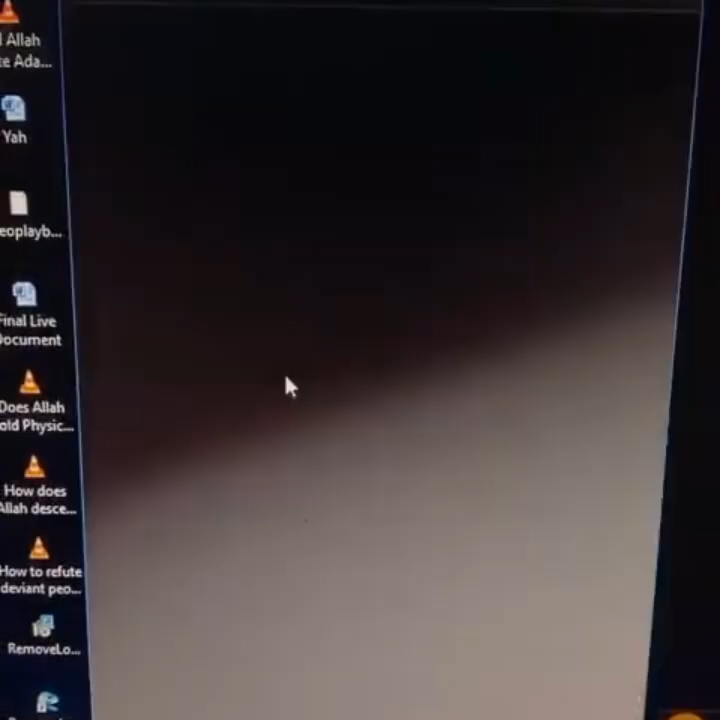 Allah
Ada...
Yah
eoplayb...
Final Live
Document
Does Allah
old Physic...
How does
Allah desce...
How to refute
deviant peo...
RemoveLo...